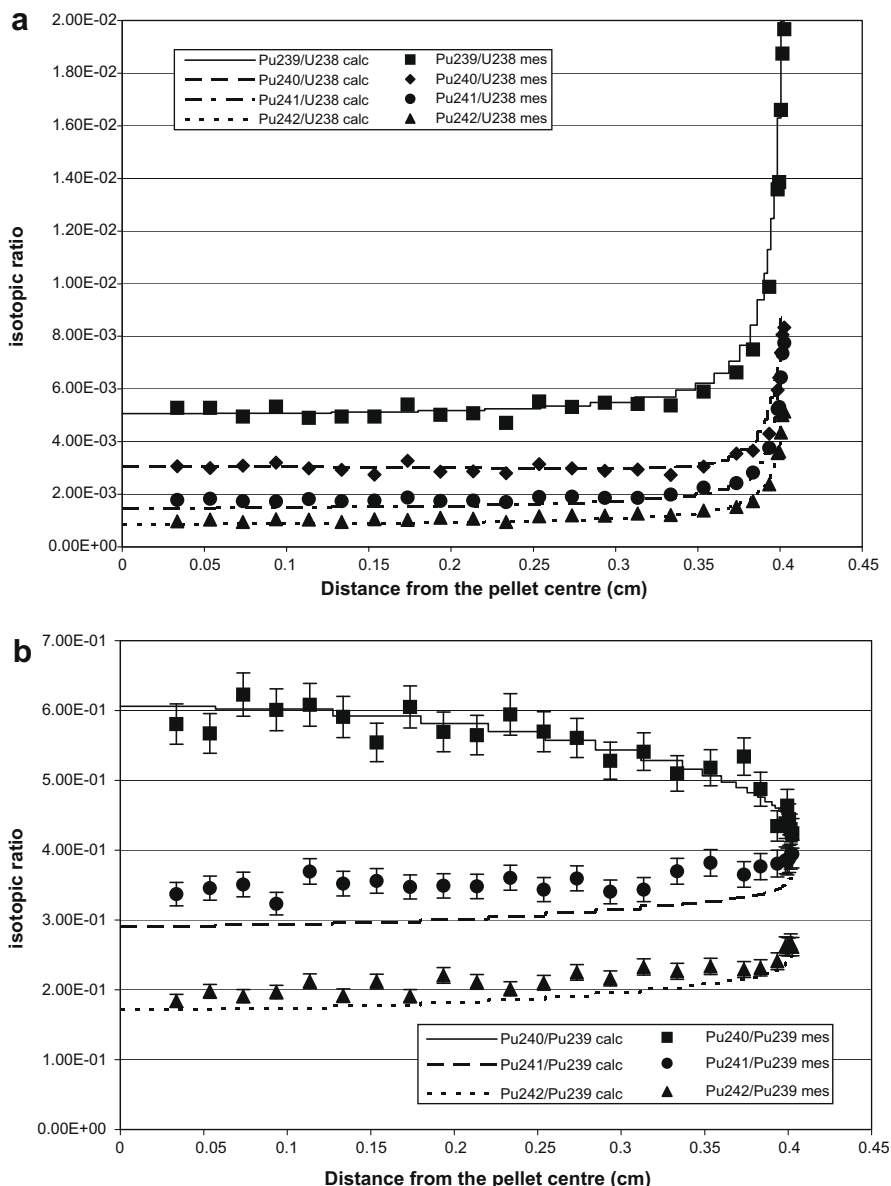 a
2.00E-02
1.80E-02
1.60E-02
1.40E-02
1.20E-02
1.00E-02
8.00E-03
6.00E-03
4.00E-03
2.00E-03
0.00E+00
isotopic ratio
Pu239/U238 calc Pu239/U238 mes
Pu240/U238 calc Pu240/U238 mes
Pu241/U238 calc Pu241/U238 mes
Pu242/U238 calc Pu242/U238 mes
0 0.05 0.1 0.15 0.2 0.25 0.3 0.35 0.4 0.45
Distance from the pellet centre (cm)
b
7.00E-01
6.00E-01
5.00E-01
4.00E-01
3.00E-01
2.00E-01
1.00E-01
0.00E+00
isotopic ratio
Pu240/Pu239 calc Pu240/Pu239 mes
Pu241/Pu239 calc Pu241/Pu239 mes
Pu242/Pu239 calc Pu242/Pu239 mes
0 0.05 0.1 0.15 0.2 0.25 0.3 0.35 0.4 0.45
Distance from the pellet centre (cm)